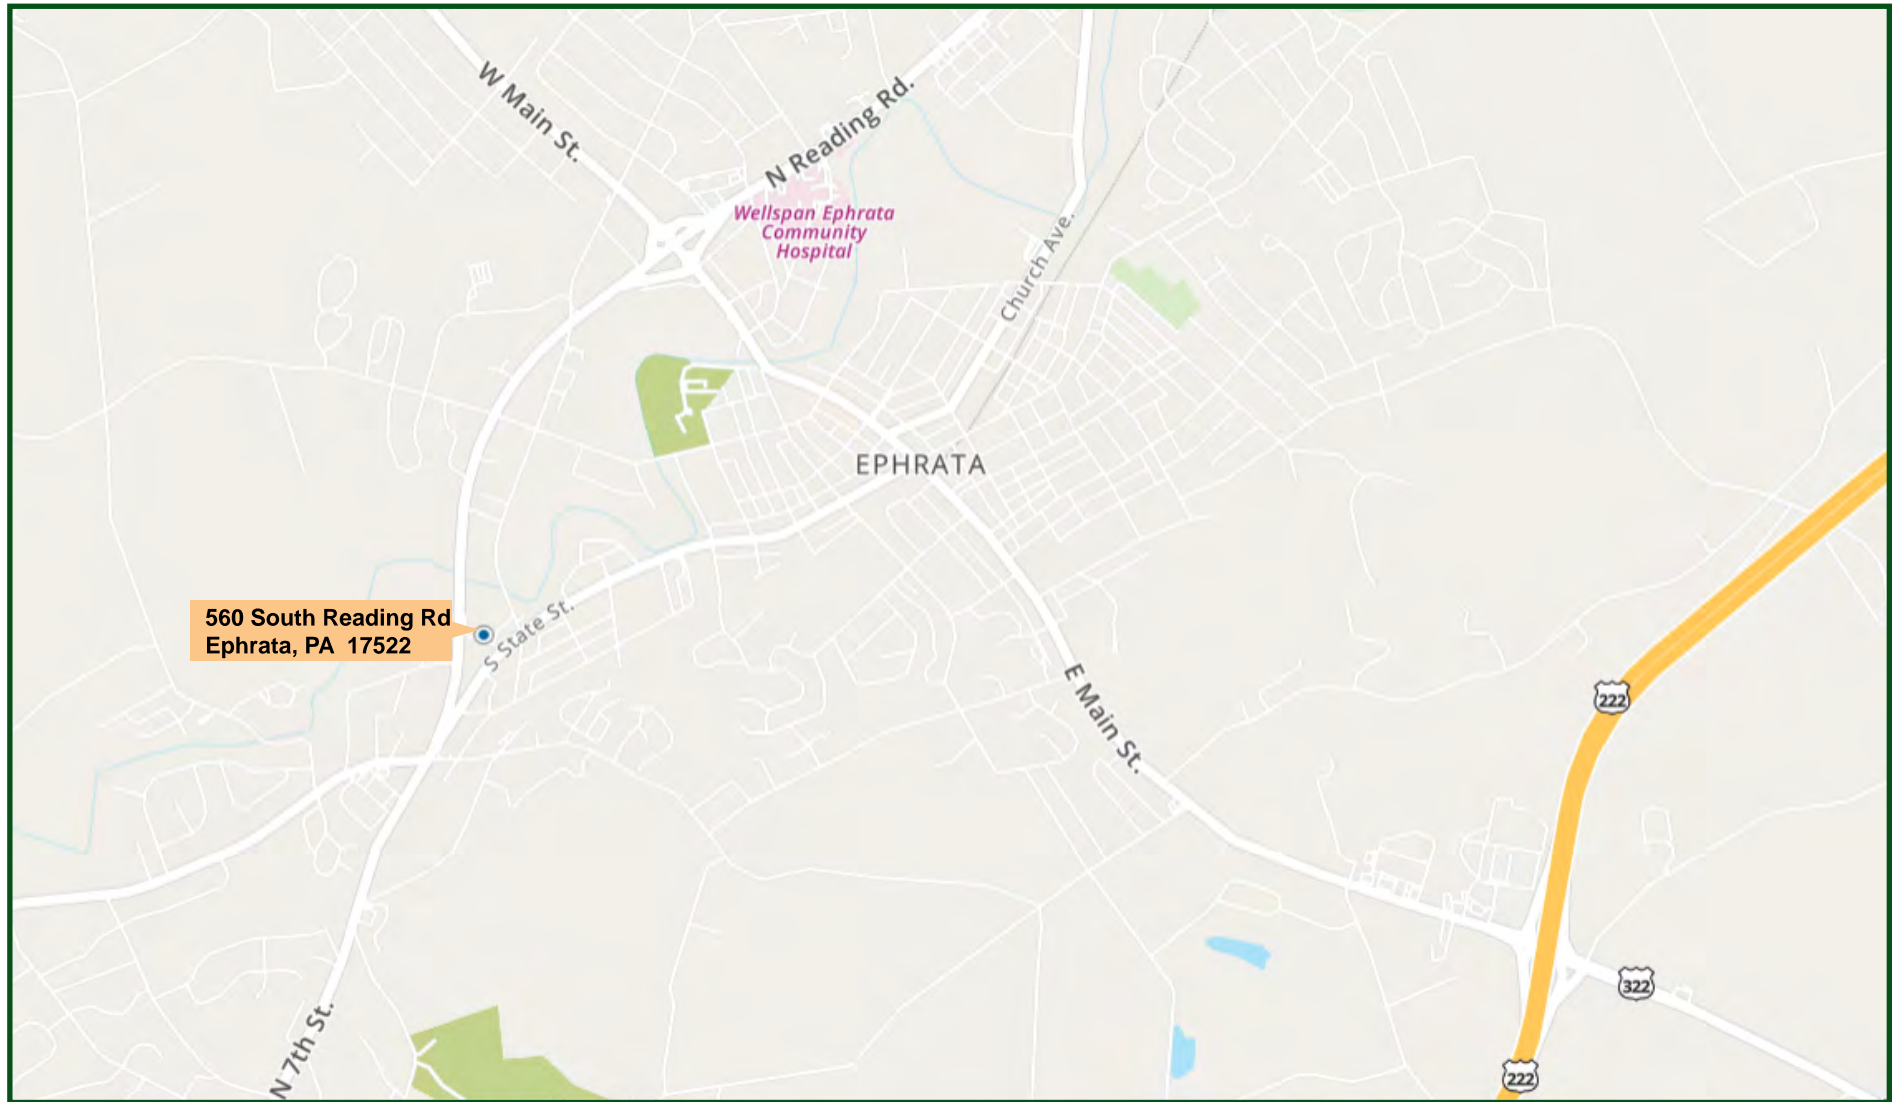 W Main St.
N Reading Rd.
Wellspan Ephrata
Community
Hospital
Church Ave.
EPHRATA
560 South Reading Rd
Ephrata, PA 17522
S State St.
E Main St.
222
322
N 7th St.
222